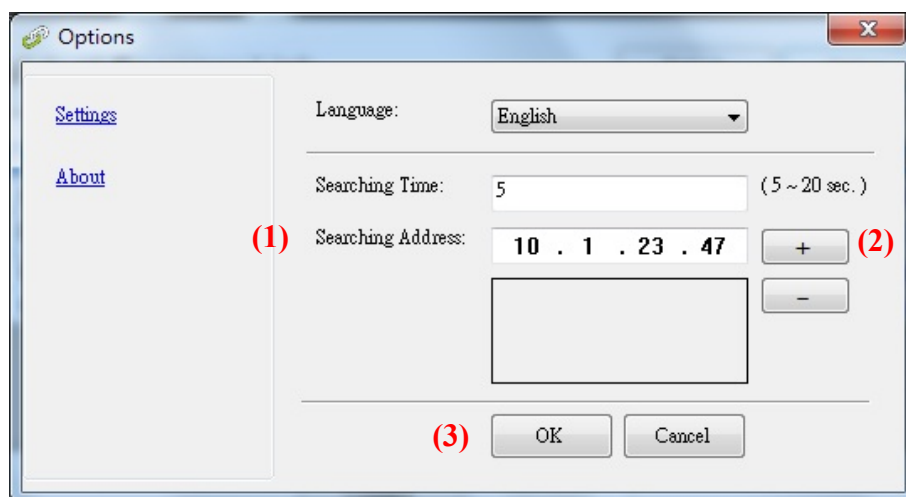 Options
x
Settings
About
Language:
English
Searching Time:
5
( 5 ~ 20 sec. )
(1)
Searching Address:
10 . 1 . 23 . 47
+
(2)
-
(3)
OK
Cancel